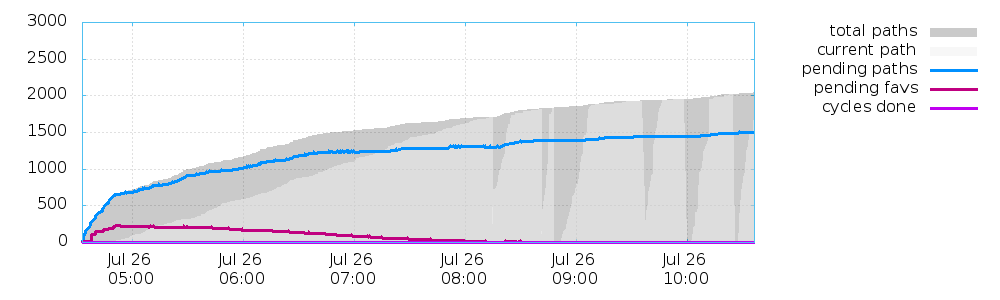 3000
2500
2000
1500
1000
500
0
Jul 26 Jul 26 Jul 26 Jul 26 Jul 26 Jul 26
05:00 06:00 07:00 08:00 09:00 10:00
total paths
current path
pending paths
pending favs
cycles done